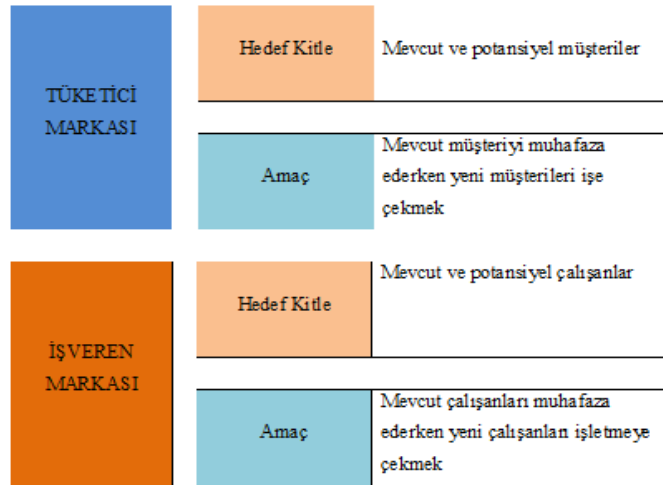 TÜKETİCİ
MARKASI
Hedef Kitle
Mevcut ve potansiyel müşteriler
Amaç
Mevcut müşteriyi muhafaza
ederken yeni müşterileri işe
çekmek
İŞVEREN
MARKASI
Hedef Kitle
Mevcut ve potansiyel çalışanlar
Amaç
Mevcut çalışanları muhafaza
ederken yeni çalışanları işletmeye
çekmek